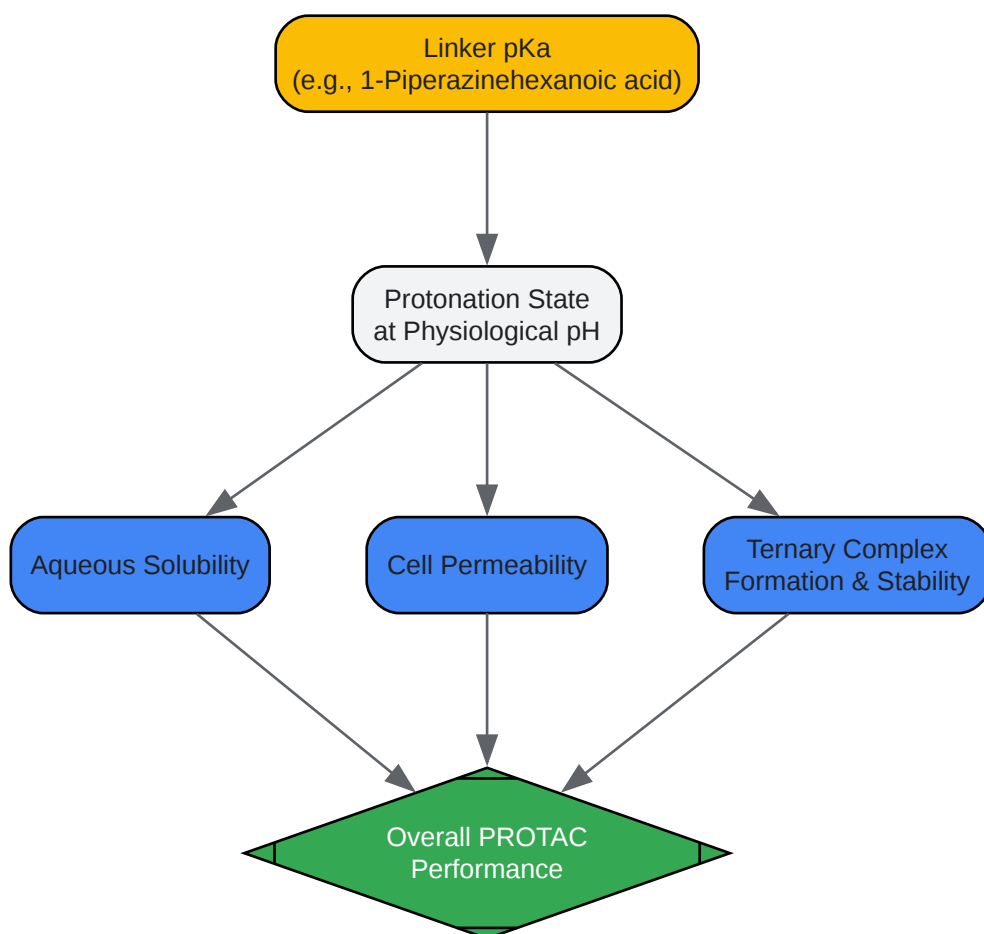 Linker pKa
(e.g., 1-Piperazinehexanoic acid)
Protonation State
at Physiological pH
Aqueous Solubility
Cell Permeability
Ternary Complex
Formation & Stability
Overall PROTAC
Performance